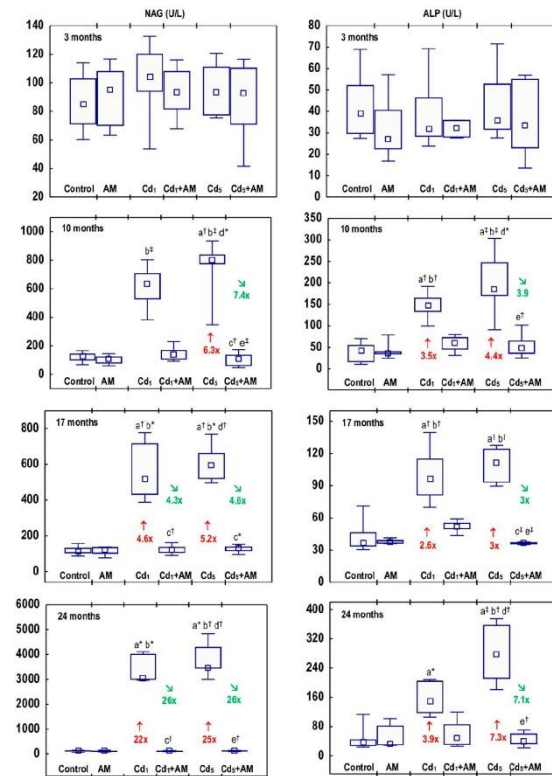 NAG (U/L)
3 months
140
120
100
80
60
40
20
Control AM Cd₁ Cd₁+AM Cd₅ Cd₅+AM
10 months
1000
800
600
400
200
0
b‡
a† b‡ d*
↘
7.4x
↑
6.3x
c† e‡
Control AM Cd₁ Cd₁+AM Cd₅ Cd₅+AM
17 months
800
600
400
200
0
a† b*
a† b* d†
↘
4.3x
↘
4.6x
↑
4.6x
↑
5.2x
c†
c*
Control AM Cd₁ Cd₁+AM Cd₅ Cd₅+AM
24 months
6000
5000
4000
3000
2000
1000
0
a* b*
a* b† d†
↘
26x
↘
26x
↑
22x
↑
25x
c†
e†
Control AM Cd₁ Cd₁+AM Cd₅ Cd₅+AM
ALP (U/L)
3 months
80
70
60
50
40
30
20
10
0
Control AM Cd₁ Cd₁+AM Cd₅ Cd₅+AM
10 months
350
300
250
200
150
100
50
0
a† b†
a‡ b‡ d*
↘
3.9
↑
3.5x
↑
4.4x
e†
Control AM Cd₁ Cd₁+AM Cd₅ Cd₅+AM
17 months
150
120
90
60
30
0
a† b†
a‡ b‡
↘
3x
↑
2.6x
↑
3x
c‡ e‡
Control AM Cd₁ Cd₁+AM Cd₅ Cd₅+AM
24 months
400
320
240
160
80
0
a*
a‡ b† d†
↘
7.1x
↑
3.9x
↑
7.3x
e†
Control AM Cd₁ Cd₁+AM Cd₅ Cd₅+AM